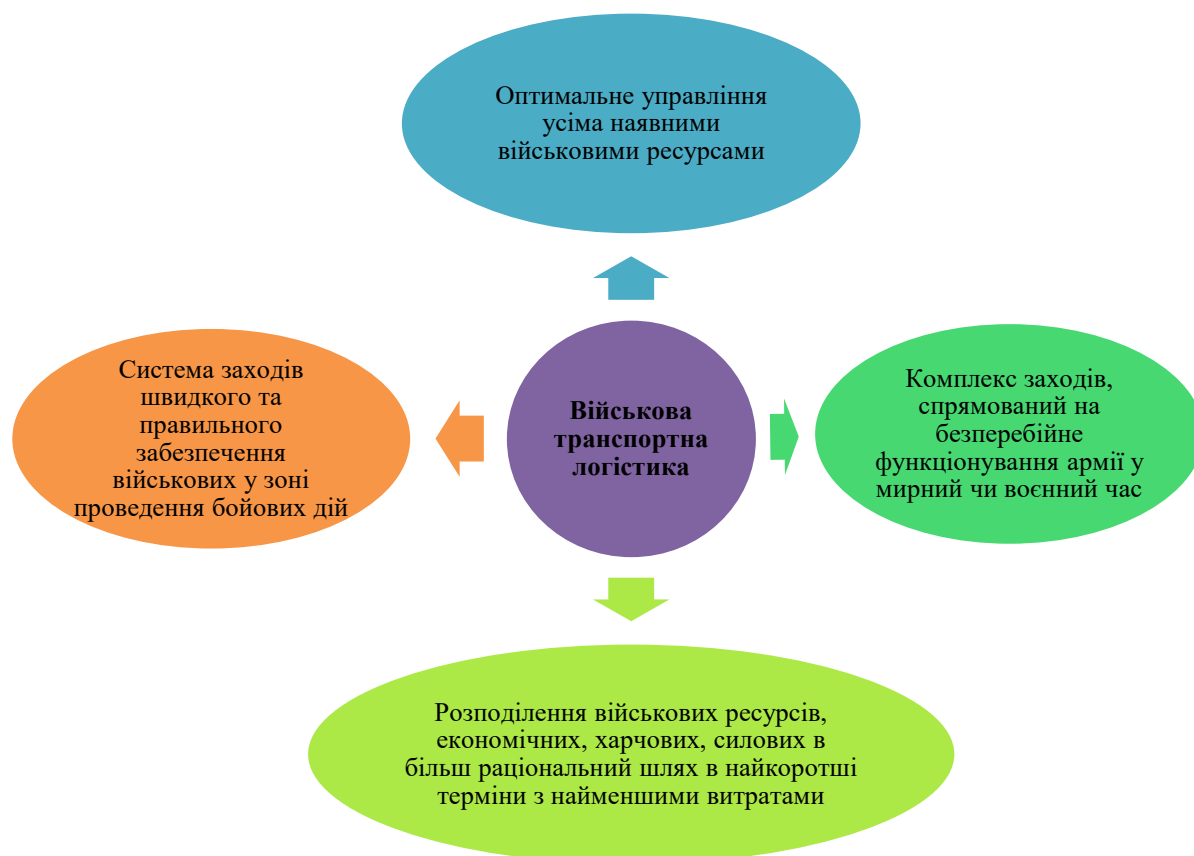 Оптимальне управління
усіма наявними
військовими ресурсами
Система заходів
швидкого та
правильного
забезпечення
військових у зоні
проведення бойових дій
Військова
транспортна
логістика
Комплекс заходів,
спрямований на
безперебійне
функціонування армії у
мирний чи воєнний час
Розподілення військових ресурсів,
економічних, харчових, силових в
більш раціональний шлях в найкоротші
терміни з найменшими витратами